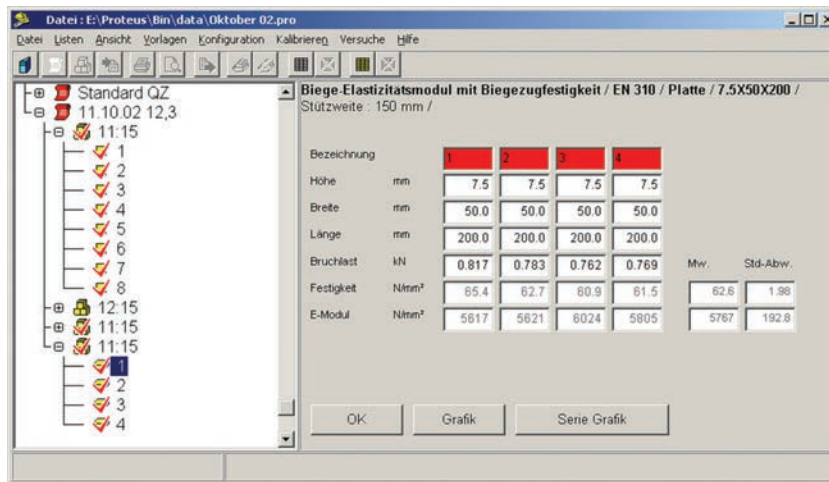 Datei : E:\Proteus\Bin\data\Oktober 02.pro
Datei Listen Ansicht Vorlagen Konfiguration Kalibrieren Versuche Hilfe
Standard QZ
11.10.02 12,3
11:15
1
2
3
4
5
6
7
8
12:15
11:15
11:15
1
2
3
4
Biege-Elastizitatsmodul mit Biegezugfestigkeit / EN 310 / Platte / 7.5X50X200 /
Stützweite : 150 mm /
Bezeichnung 1 2 3 4
Höhe mm 7.5 7.5 7.5 7.5
Breite mm 50.0 50.0 50.0 50.0
Länge mm 200.0 200.0 200.0 200.0
Bruchlast kN 0.817 0.783 0.762 0.769 Mw. Std-Abw.
Festigkeit N/mm² 65.4 62.7 60.9 61.5 62.6 1.98
E-Modul N/mm² 5617 5621 6024 5805 5767 192.8
OK Grafik Serie Grafik